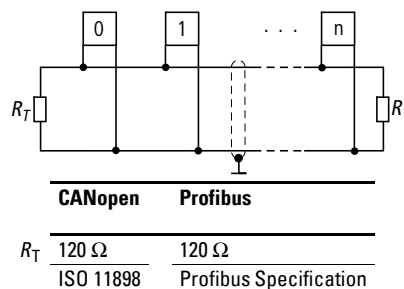 0 1 . . . n
R_T R
CANopen Profibus
R_T 120 Ω 120 Ω
ISO 11898 Profibus Specification